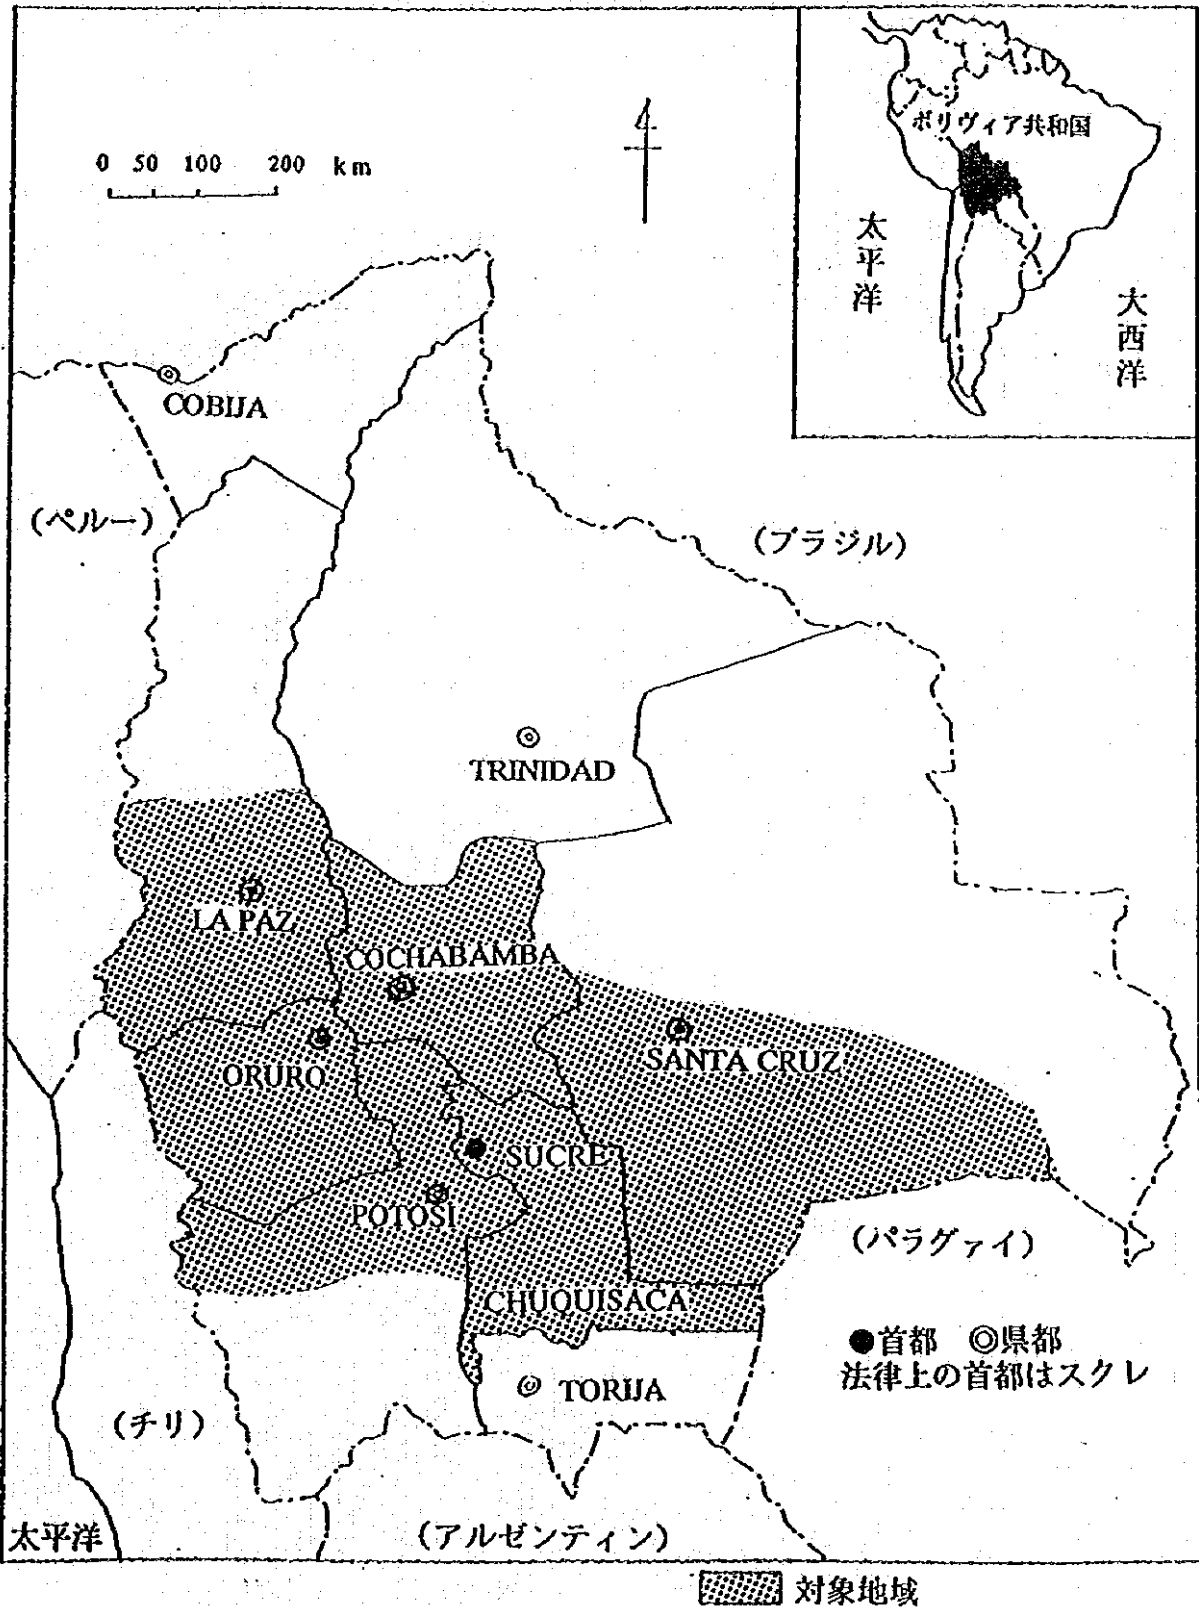 0 50 100 200 km
ボリヴィア共和国
太平洋
大西洋
COBIJA
(ペルー)
(ブラジル)
TRINIDAD
LA PAZ
COCHABAMBA
SANTA CRUZ
ORURO
SUCRE
POTOSI
(パラグァイ)
CHUQUISACA
●首都 ◎県都
法律上の首都はスクレ
TORIJA
(チリ)
太平洋
(アルゼンティン)
対象地域